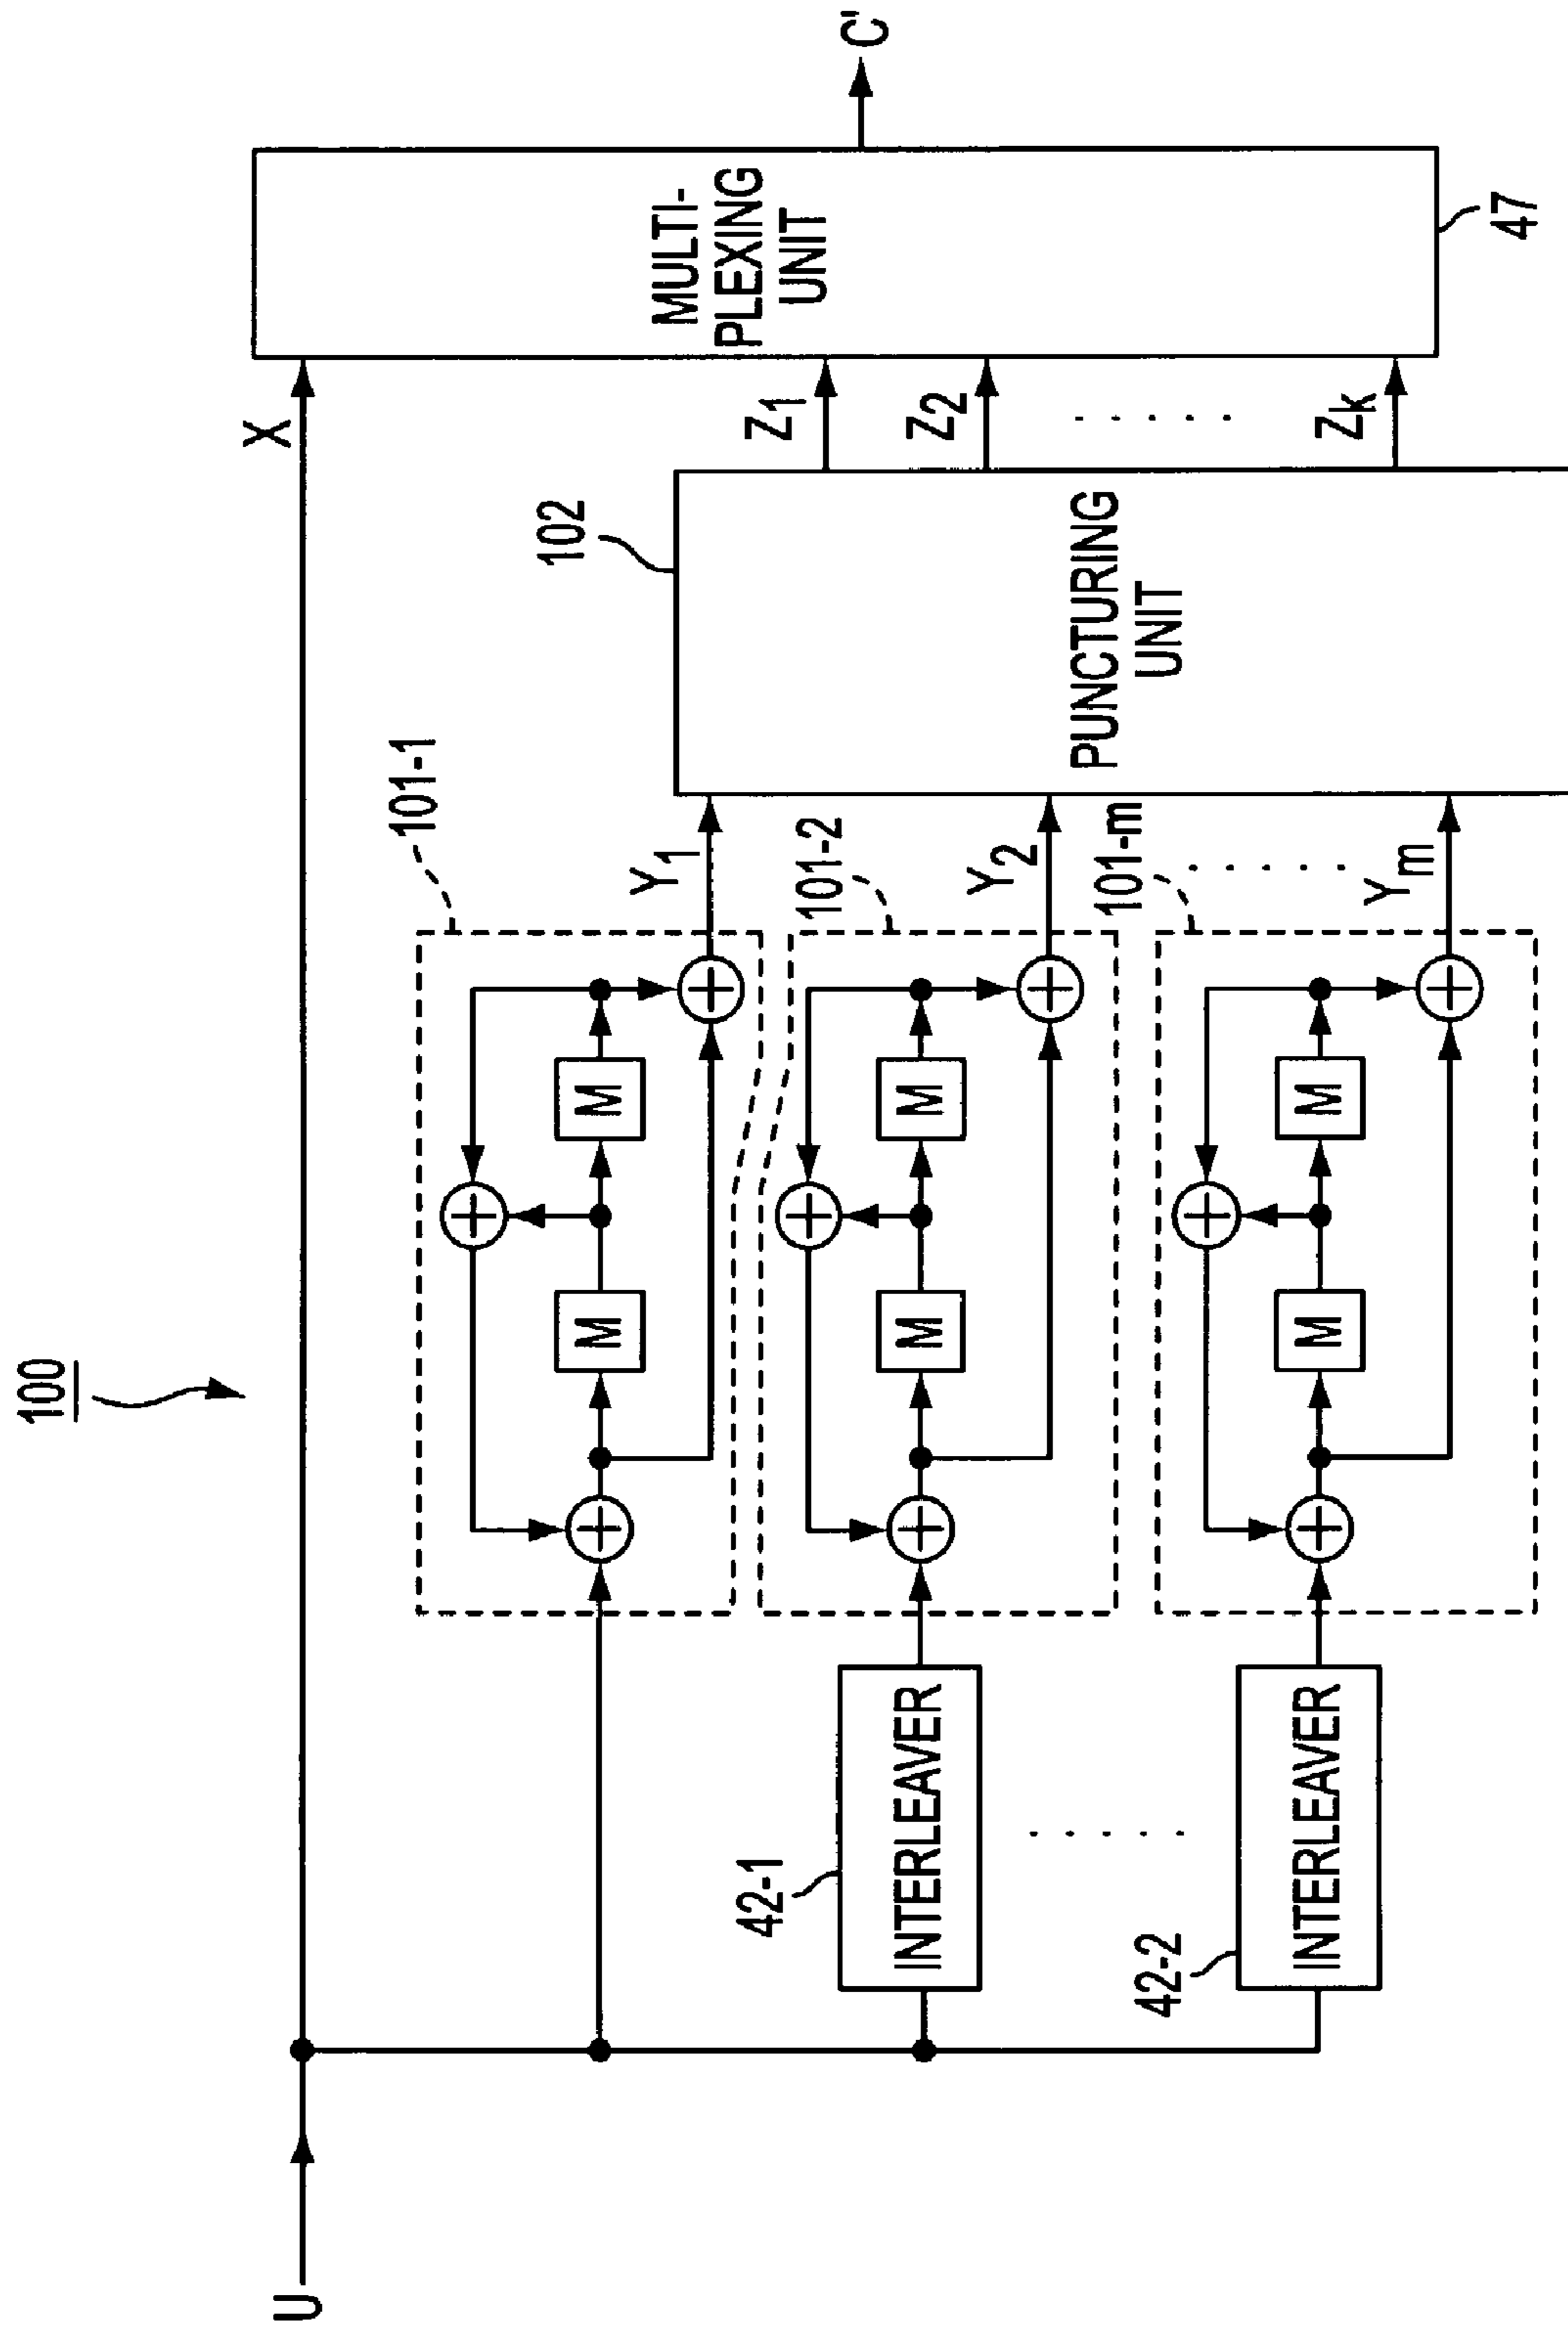 100
U
X
MULTI-
PLEXING
UNIT
C'
47
101-1
M
M
Y1
102
PUNCTURING
UNIT
Z1
Z2
. . . . .
Zk
42-1
INTERLEAVER
101-2
M
M
Y2
. . . . .
42-2
INTERLEAVER
101-m
M
M
. . . . .
Ym